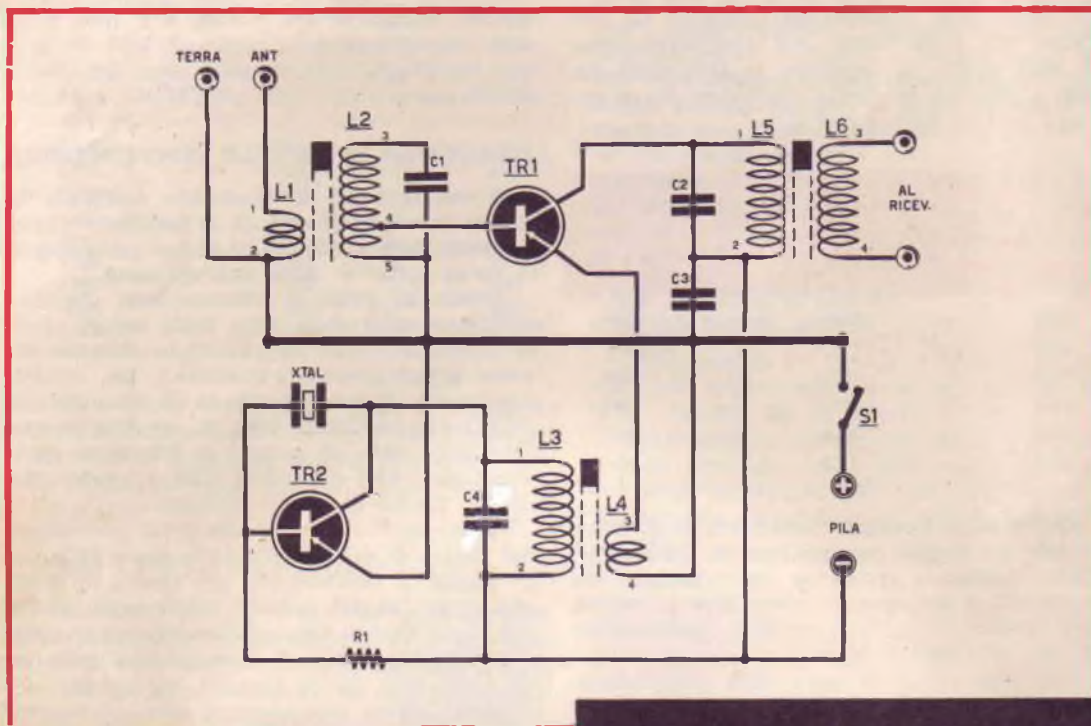 TERRA ANT
L1
L2
C1
TR1
C2
C3
L5
L6
AL
RICEV.
1
2
3
4
5
1
2
3
4
XTAL
TR2
C4
L3
L4
1
2
3
4
R1
S1
+
PILA
-